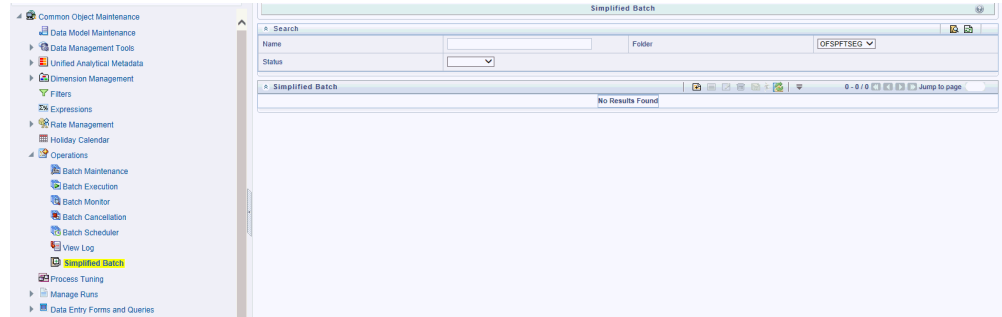 Common Object Maintenance
Data Model Maintenance
Data Management Tools
Unified Analytical Metadata
Dimension Management
Filters
Expressions
Rate Management
Holiday Calendar
Operations
Batch Maintenance
Batch Execution
Batch Monitor
Batch Cancellation
Batch Scheduler
View Log
Simplified Batch
Process Tuning
Manage Runs
Data Entry Forms and Queries
Simplified Batch
Search
Name Folder OFSPFTSEG
Status
Simplified Batch 0 - 0 / 0 Jump to page
No Results Found